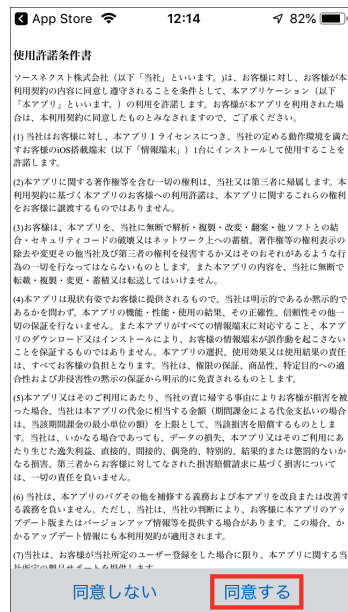 App Store 12:14 82%
使用許諾条件書
ソースネクスト株式会社（以下「当社」といいます。)は、お客様に対し、お客様が本
利用契約の内容に同意し遵守されることを条件として、本アプリケーション（以下
「本アプリ」といいます。）の利用を許諾します。お客様が本アプリを利用された場
合は、本利用契約に同意したものとみなされますので、ご了承ください。
(1) 当社はお客様に対し、本アプリ１ライセンスにつき、当社の定める動作環境を満た
すお客様のiOS搭載端末（以下「情報端末」）1台にインストールして使用することを
許諾します。
(2)本アプリに関する著作権等を含む一切の権利は、当社又は第三者に帰属します。本
利用契約に基づく本アプリのお客様への利用許諾は、本アプリに関するこれらの権利
をお客様に譲渡するものではありません。
(3)お客様は、本アプリを、当社に無断で解析・複製・改変・翻案・他ソフトとの結
合・セキュリティコードの破壊又はネットワーク上への蓄積、著作権等の権利表示の
除去や変更その他当社及び第三者の権利を侵害するか又はそのおそれがあるような行
為の一切を行なってはならないものとします。また本アプリの内容を、当社に無断で
転載・複製・変更・蓄積又は転送してはいけません。
(4)本アプリは現状有姿でお客様に提供されるもので、当社は明示的であるか黙示的で
あるかを問わず、本アプリの機能・性能・使用の結果、その正確性、信頼性その他一
切の保証を行ないません。また本アプリがすべての情報端末に対応すること、本アプ
リのダウンロード又はインストールにより、お客様の情報端末が誤作動を起こさない
ことを保証するものではありません。本アプリの選択、使用効果又は使用結果の責任
は、すべてお客様の負担となります。当社は、権限の保証、商品性、特定目的への適
合性および非侵害性の黙示の保証から明示的に免責されるものとします。
(5)本アプリ又はそのご利用にあたり、当社の責に帰する事由によりお客様が損害を被
った場合、当社は本アプリの代金に相当する金額（期間課金による代金支払いの場合
は、当該期間課金の最小単位の額）を上限として、当該損害を賠償するものとしま
す。当社は、いかなる場合であっても、データの損失、本アプリ又はそのご利用にあ
たり生じた逸失利益、直接的、間接的、偶発的、特別的、結果的または懲罰的ないか
なる損害、第三者からお客様に対してなされた損害賠償請求に基づく損害について
は、一切の責任を負いません。
(6) 当社は、本アプリのバグその他を補修する義務および本アプリを改良または改善す
る義務を負いません。ただし、当社は、当社の判断により、お客様に本アプリのアッ
プデート版またはバージョンアップ情報等を提供する場合があります。この場合、か
かるアップデート情報にも本利用契約が適用されます。
(7)当社は、お客様が当社所定のユーザー登録をした場合に限り、本アプリに関する当
社所定の製品サポートを提供します
同意しない 同意する